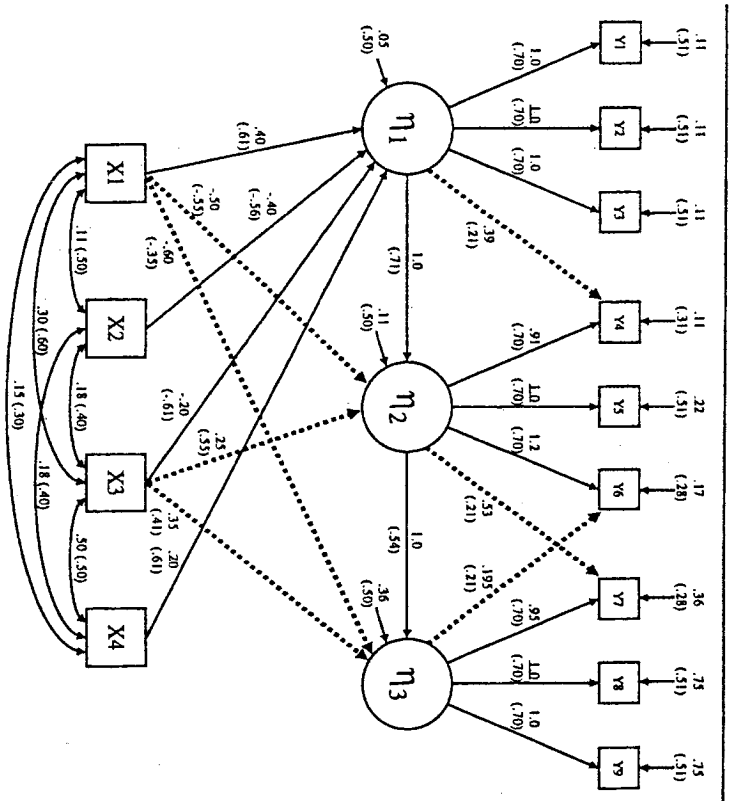 .11 (.51)
.11 (.51)
.11 (.51)
.11 (.31)
.22 (.51)
.17 (.28)
.36 (.28)
.75 (.51)
.75 (.51)
Y1
Y2
Y3
Y4
Y5
Y6
Y7
Y8
Y9
1.0 (.70)
1.0 (.70)
1.0 (.70)
.39 (.21)
.91 (.70)
1.0 (.70)
1.2 (.70)
.53 (.21)
.195 (.21)
.95 (.70)
1.0 (.70)
1.0 (.70)
.05 (.50)
η1
1.0 (.71)
.11 (.50)
η2
1.0 (.54)
.36 (.50)
η3
.40 (.61)
-.50 (-.55)
-.40 (-.56)
-.60 (-.35)
-.20 (-.61)
.25 (.55)
.35 (.41)
.20 (.61)
X1
X2
X3
X4
.11 (.50)
.18 (.40)
.50 (.50)
.30 (.60)
.18 (.40)
.15 (.30)